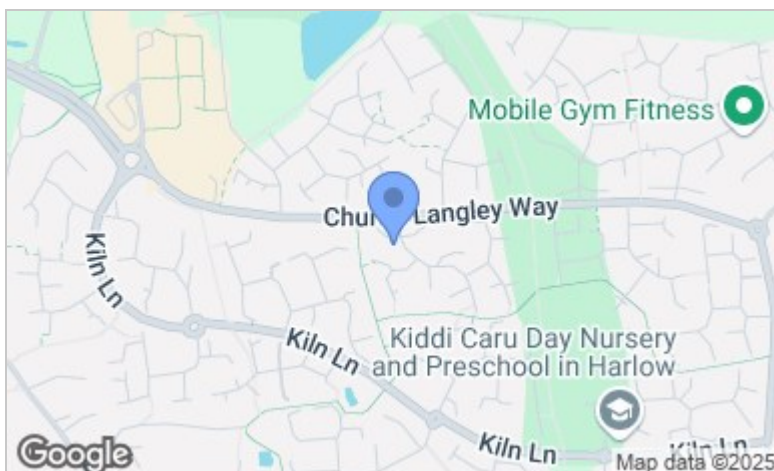 Mobile Gym Fitness
Langley Way
Kiln Ln
Kiln Ln
Kiddi Caru Day Nursery
and Preschool in Harlow
Kiln Ln
Kiln Ln
Google
Map data ©2025